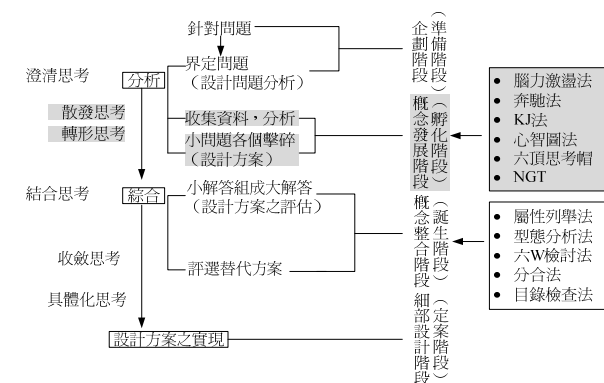 針對問題
界定問題
（設計問題分析）
澄清思考
分析
散發思考
轉形思考
收集資料，分析
小問題各個擊碎
（設計方案）
結合思考
綜合
小解答組成大解答
（設計方案之評估）
收斂思考
評選替代方案
具體化思考
設計方案之實現
企劃階段
（準備階段）
概念發展階段
（孵化階段）
概念整合階段
（誕生階段）
細部設計階段
（定案階段）
• 腦力激盪法
• 奔馳法
• KJ法
• 心智圖法
• 六頂思考帽
• NGT
• 屬性列舉法
• 型態分析法
• 六W檢討法
• 分合法
• 目錄檢查法